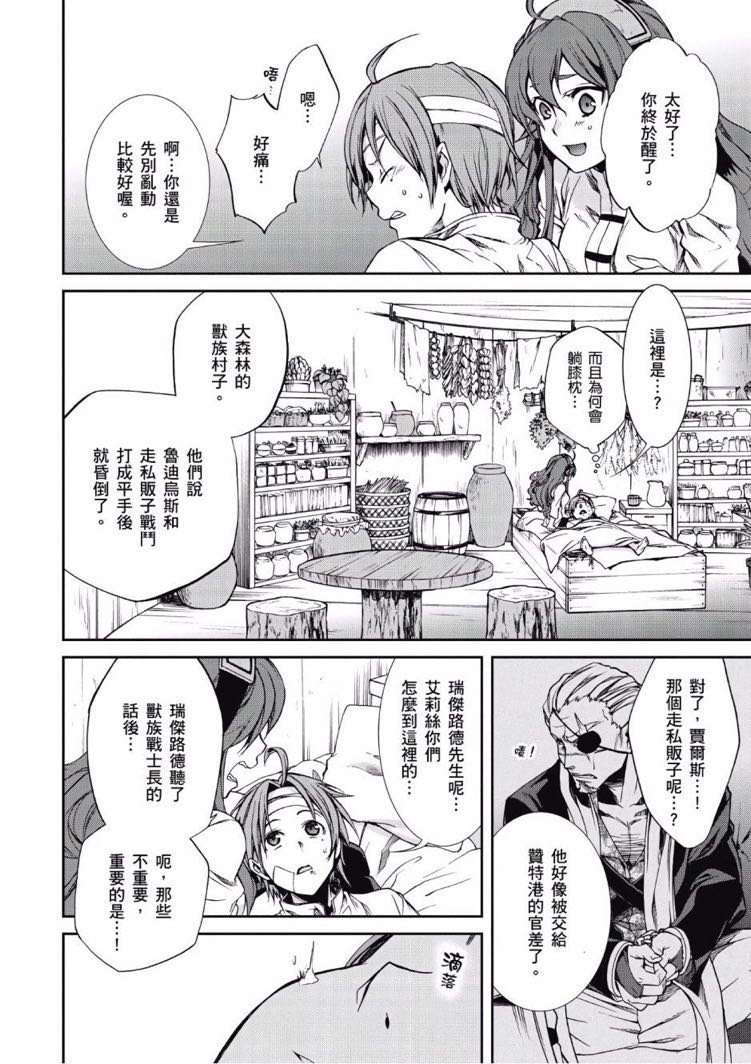 太好了…
你終於醒了。
唔…
嗯…
好痛…
啊…你還是
先別亂動
比較好喔。
這裡是…?
而且為何會
躺膝枕…
大森林的
獸族村子。
他們說
魯迪烏斯和
走私販子戰鬥
打成平手後
就昏倒了。
對了,賈爾斯…!
那個走私販子呢…?
嘖!
他好像被交給
贊特港的官差了。
瑞傑路德先生呢…
艾莉絲你們
怎麼到這裡的…
瑞傑路德聽了
獸族戰士長的
話後…
呃,那些
不重要,
重要的是…!
滴落